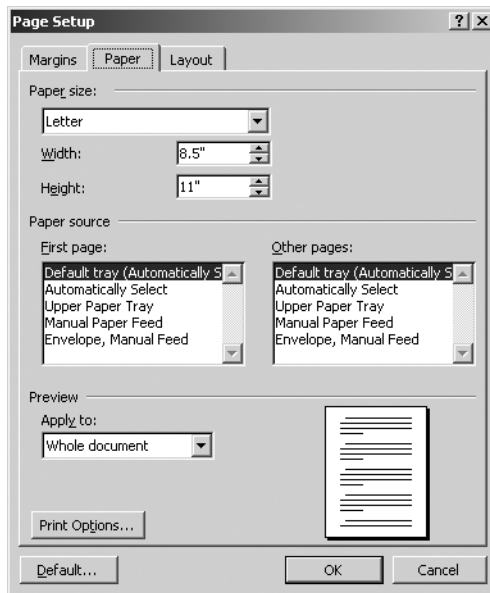 Page Setup
Margins Paper Layout
Paper size:
Letter
Width: 8.5"
Height: 11"
Paper source
First page: Other pages:
Default tray (Automatically S Default tray (Automatically S
Automatically Select Automatically Select
Upper Paper Tray Upper Paper Tray
Manual Paper Feed Manual Paper Feed
Envelope, Manual Feed Envelope, Manual Feed
Preview
Apply to:
Whole document
Print Options...
Default... OK Cancel